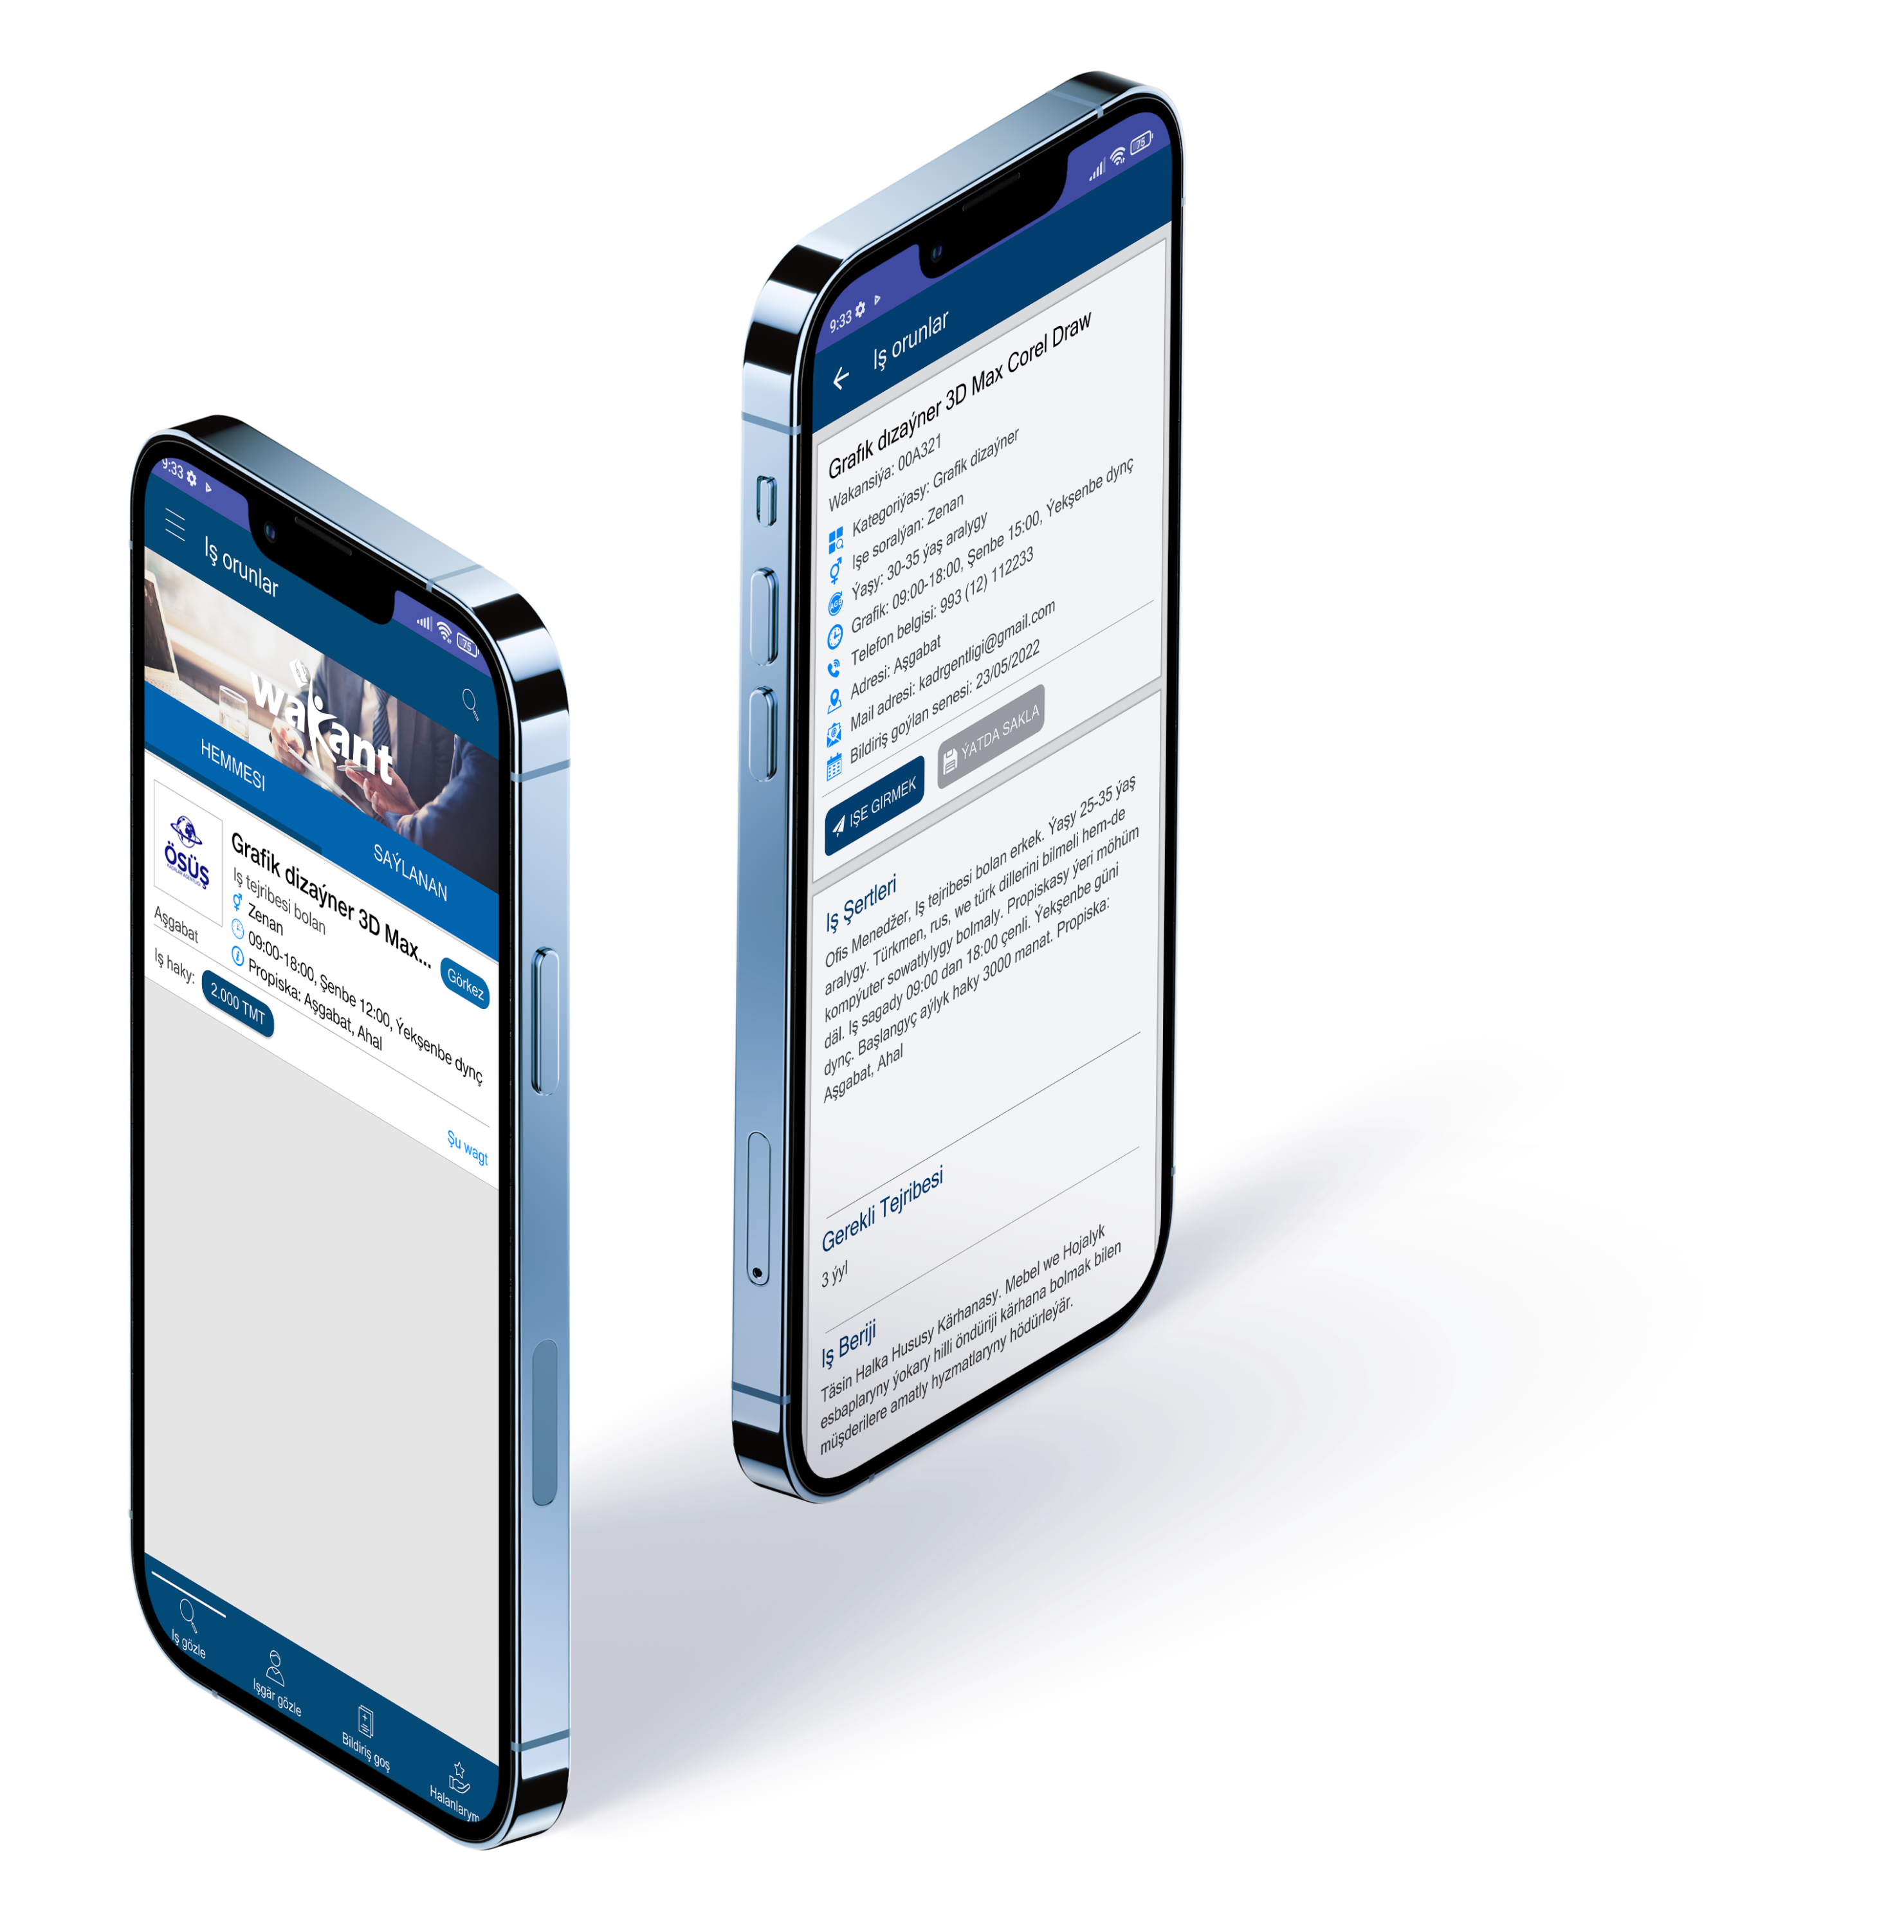 9:33
Iş orunlar
wakant
HEMMESI
SAÝLANAN
ÖSÜŞ
Grafik dizaýner 3D Max...
Iş tejribesi bolan
Zenan
09:00-18:00, Şenbe 12:00, Ýekşenbe dynç
Propiska: Aşgabat, Ahal
Görkez
Aşgabat
Iş haky:
2.000 TMT
Şu wagt
Iş gözle
Işgär gözle
Bildiriş goş
Halanlarym
75
9:33
75
Iş orunlar
Grafik dizaýner 3D Max Corel Draw
Wakansiýa: 00A321
Kategoriýasy: Grafik dizaýner
Işe soralýan: Zenan
Ýaşy: 30-35 ýaş aralygy
Grafik: 09:00-18:00, Şenbe 15:00, Ýekşenbe dynç
Telefon belgisi: 993 (12) 112233
Adresi: Aşgabat
Mail adresi: kadrgentligi@gmail.com
Bildiriş goýlan senesi: 23/05/2022
IŞE GIRMEK
ÝATDA SAKLA
Iş Şertleri
Ofis Menedžer, Iş tejribesi bolan erkek. Ýaşy 25-35 ýaş
aralygy. Türkmen, rus, we türk dillerini bilmeli hem-de
kompýuter sowatlylygy bolmaly. Propiskasy ýeri möhüm
däl. Iş sagady 09:00 dan 18:00 çenli. Ýekşenbe güni
dynç. Başlangyç aýlyk haky 3000 manat. Propiska:
Aşgabat, Ahal
Gerekli Tejribesi
3 ýyl
Iş Beriji
Täsin Halka Hususy Kärhanasy. Mebel we Hojalyk
esbaplaryny ýokary hilli öndüriji kärhana bolmak bilen
müşderilere amatly hyzmatlaryny hödürleýär.